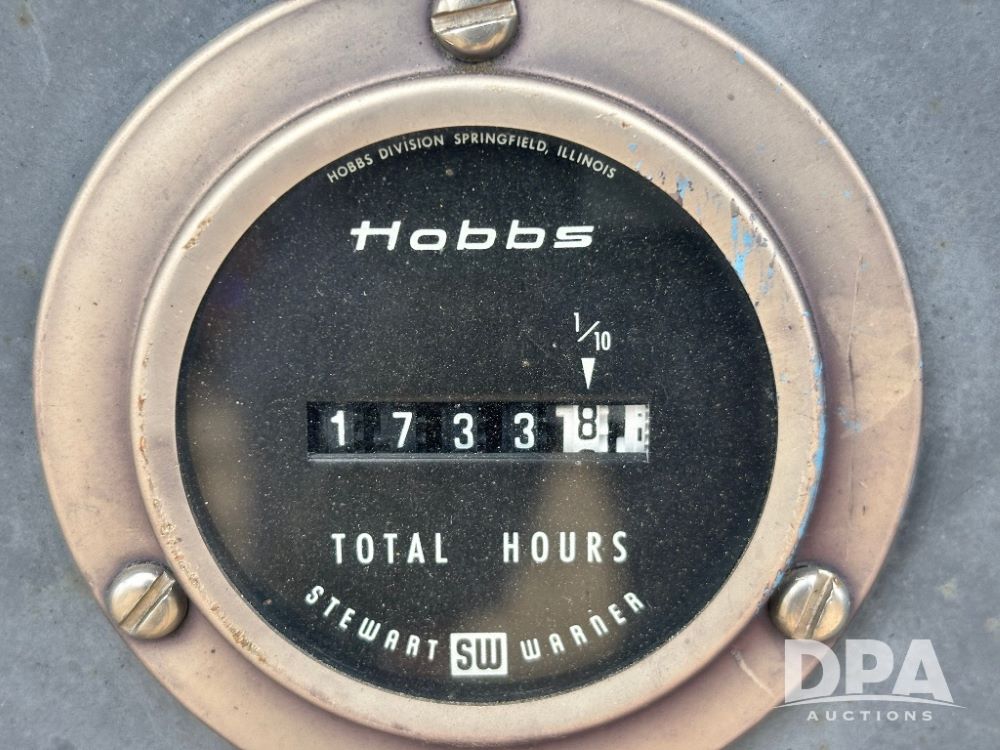 HOBBS DIVISION SPRINGFIELD, ILLINOIS
Hobbs
1/10
1 7 3 3 8
TOTAL HOURS
STEWART SW WARNER
DPA
AUCTIONS